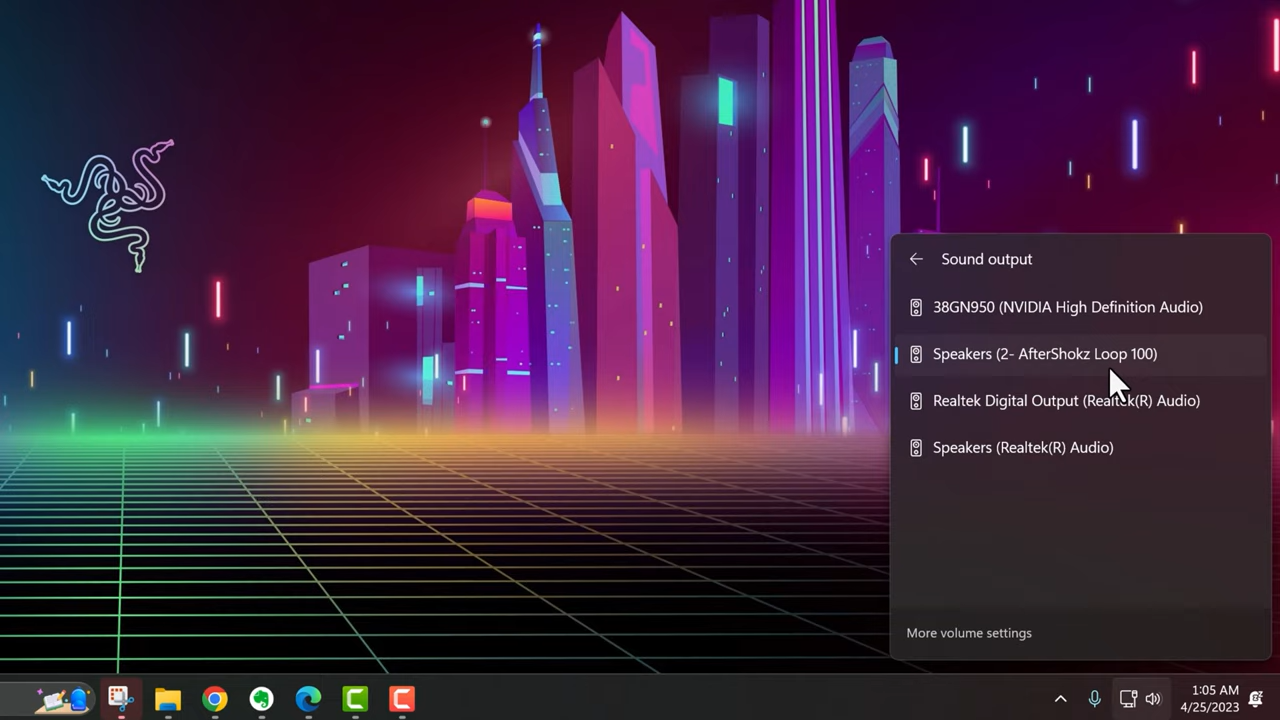 Sound output
38GN950 (NVIDIA High Definition Audio)
Speakers (2- AfterShokz Loop 100)
Realtek Digital Output (Realtek(R) Audio)
Speakers (Realtek(R) Audio)
More volume settings
1:05 AM
4/25/2023